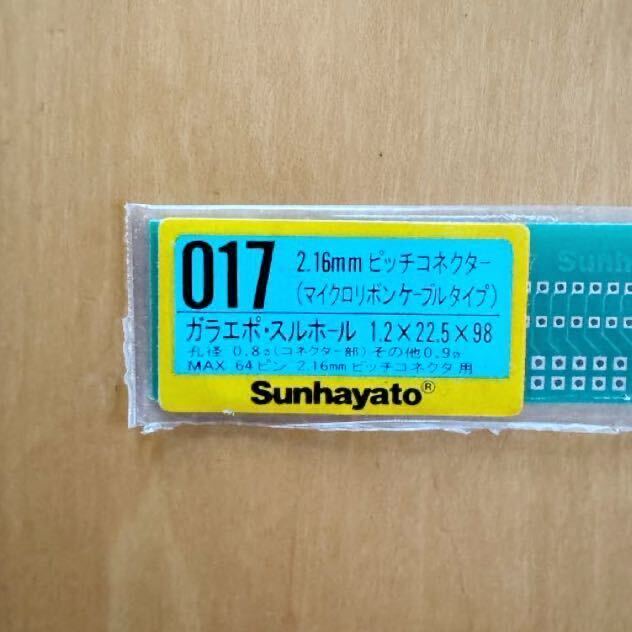 017
2.16mm ピッチコネクター
(マイクロリボンケーブルタイプ)
ガラエポ・スルホール 1.2×22.5×98
孔径 0.8ø(コネクター部)その他0.9ø
MAX 64ピン 2.16mm ピッチコネクタ用
Sunhayato®
Sunha